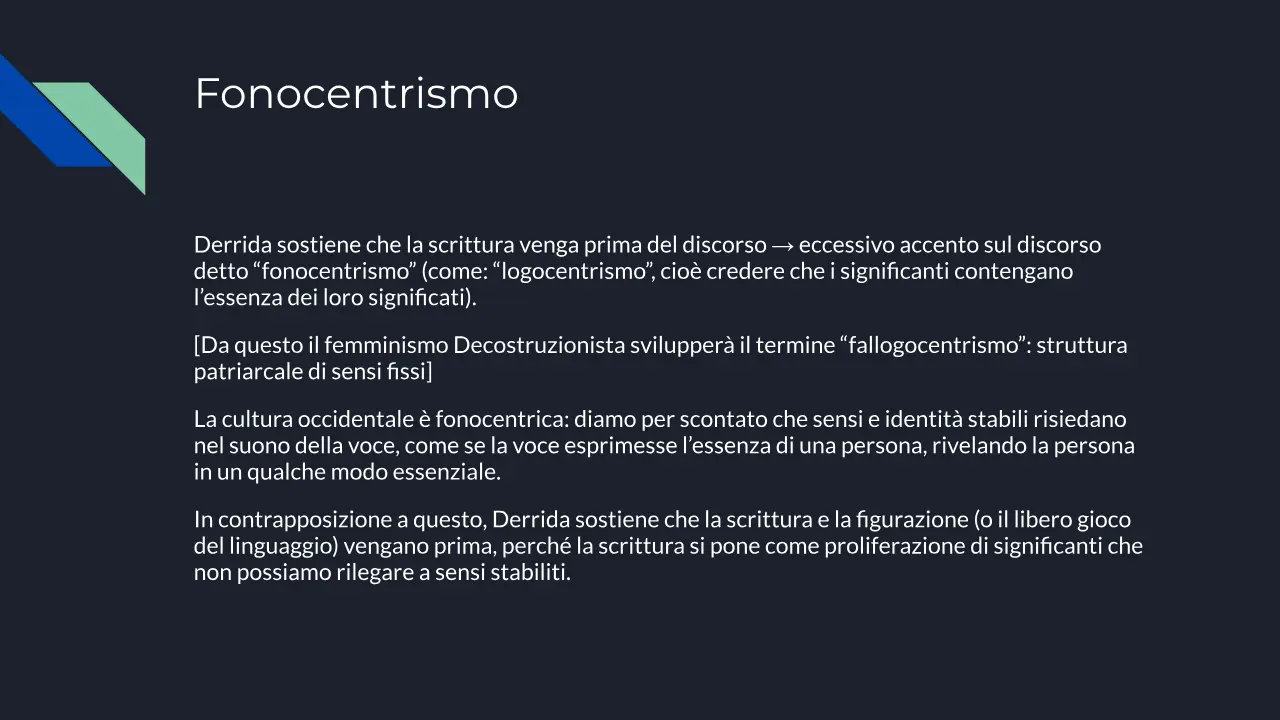 Fonocentrismo
Derrida sostiene che la scrittura venga prima del discorso → eccessivo accento sul discorso
detto “fonocentrismo” (come: “logocentrismo”, cioè credere che i significanti contengano
l’essenza dei loro significati).
[Da questo il femminismo Decostruzionista svilupperà il termine “fallogocentrismo”: struttura
patriarcale di sensi fissi]
La cultura occidentale è fonocentrica: diamo per scontato che sensi e identità stabili risiedano
nel suono della voce, come se la voce esprimesse l’essenza di una persona, rivelando la persona
in un qualche modo essenziale.
In contrapposizione a questo, Derrida sostiene che la scrittura e la figurazione (o il libero gioco
del linguaggio) vengano prima, perché la scrittura si pone come proliferazione di significanti che
non possiamo rilegare a sensi stabiliti.